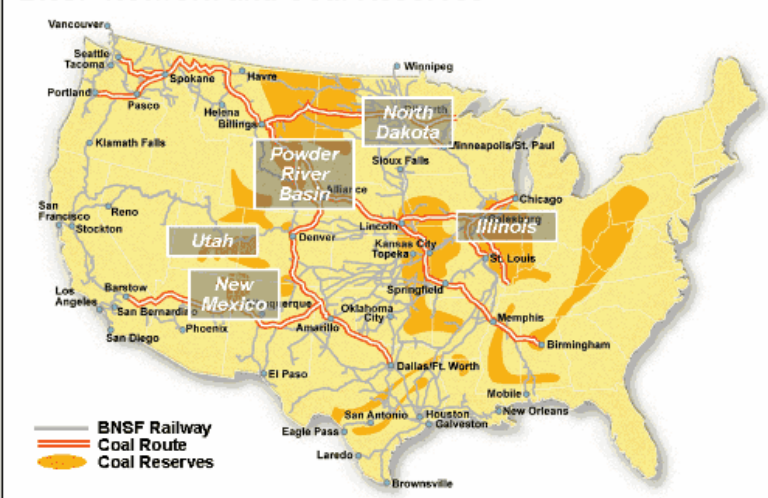 Vancouver
Seattle
Tacoma
Spokane
Havre
Winnipeg
Portland
Pasco
Helena
Billings
North
Dakota
Minneapolis/St. Paul
Klamath Falls
Powder
River
Basin
Sioux Falls
Alliance
Chicago
San
Francisco
Reno
Stockton
Galesburg
Illinois
Lincoln
Utah
Denver
Kansas City
Topeka
St. Louis
New
Mexico
Barstow
Los
Angeles
San Bernardino
Springfield
Oklahoma
City
Memphis
Phoenix
Amarillo
San Diego
Birmingham
El Paso
Dallas/Ft. Worth
Mobile
San Antonio
Houston
New Orleans
Galveston
Eagle Pass
Laredo
Brownsville
BNSF Railway
Coal Route
Coal Reserves